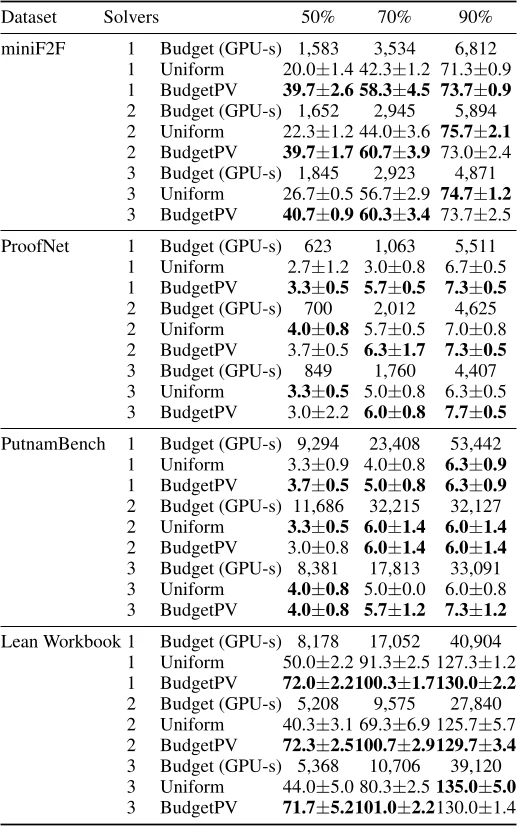 Dataset Solvers 50% 70% 90%
miniF2F 1 Budget (GPU-s) 1,583 3,534 6,812
1 Uniform 20.0±1.4 42.3±1.2 71.3±0.9
1 BudgetPV 39.7±2.6 58.3±4.5 73.7±0.9
2 Budget (GPU-s) 1,652 2,945 5,894
2 Uniform 22.3±1.2 44.0±3.6 75.7±2.1
2 BudgetPV 39.7±1.7 60.7±3.9 73.0±2.4
3 Budget (GPU-s) 1,845 2,923 4,871
3 Uniform 26.7±0.5 56.7±2.9 74.7±1.2
3 BudgetPV 40.7±0.9 60.3±3.4 73.7±2.5
ProofNet 1 Budget (GPU-s) 623 1,063 5,511
1 Uniform 2.7±1.2 3.0±0.8 6.7±0.5
1 BudgetPV 3.3±0.5 5.7±0.5 7.3±0.5
2 Budget (GPU-s) 700 2,012 4,625
2 Uniform 4.0±0.8 5.7±0.5 7.0±0.8
2 BudgetPV 3.7±0.5 6.3±1.7 7.3±0.5
3 Budget (GPU-s) 849 1,760 4,407
3 Uniform 3.3±0.5 5.0±0.8 6.3±0.5
3 BudgetPV 3.0±2.2 6.0±0.8 7.7±0.5
PutnamBench 1 Budget (GPU-s) 9,294 23,408 53,442
1 Uniform 3.3±0.9 4.0±0.8 6.3±0.9
1 BudgetPV 3.7±0.5 5.0±0.8 6.3±0.9
2 Budget (GPU-s) 11,686 32,215 32,127
2 Uniform 3.3±0.5 6.0±1.4 6.0±1.4
2 BudgetPV 3.0±0.8 6.0±1.4 6.0±1.4
3 Budget (GPU-s) 8,381 17,813 33,091
3 Uniform 4.0±0.8 5.0±0.0 6.0±0.8
3 BudgetPV 4.0±0.8 5.7±1.2 7.3±1.2
Lean Workbook 1 Budget (GPU-s) 8,178 17,052 40,904
1 Uniform 50.0±2.2 91.3±2.5 127.3±1.2
1 BudgetPV 72.0±2.2 100.3±1.7 130.0±2.2
2 Budget (GPU-s) 5,208 9,575 27,840
2 Uniform 40.3±3.1 69.3±6.9 125.7±5.7
2 BudgetPV 72.3±2.5 100.7±2.9 129.7±3.4
3 Budget (GPU-s) 5,368 10,706 39,120
3 Uniform 44.0±5.0 80.3±2.5 135.0±5.0
3 BudgetPV 71.7±5.2 101.0±2.2 130.0±1.4